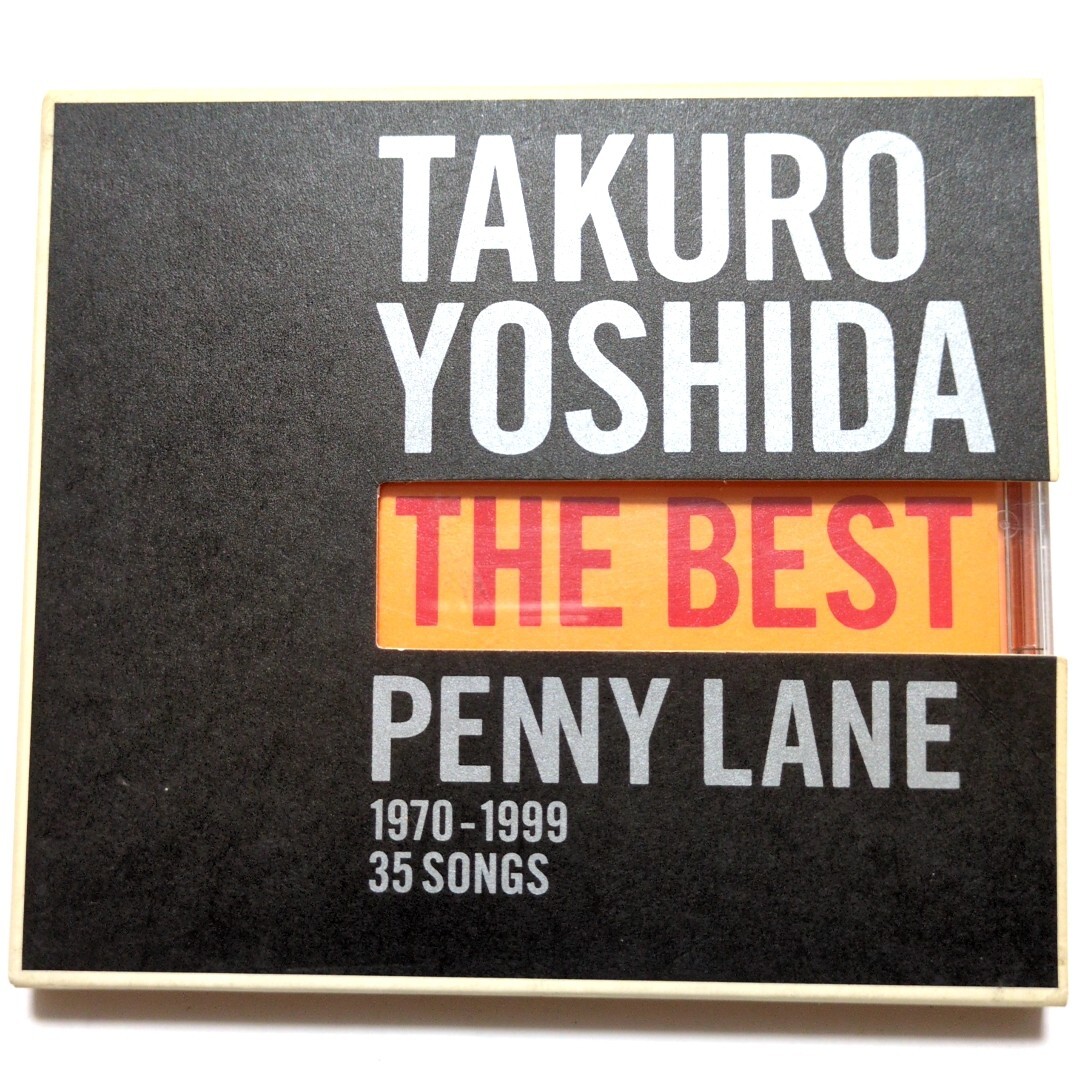 TAKURO
YOSHIDA
THE BEST
PENNY LANE
1970-1999
35 SONGS